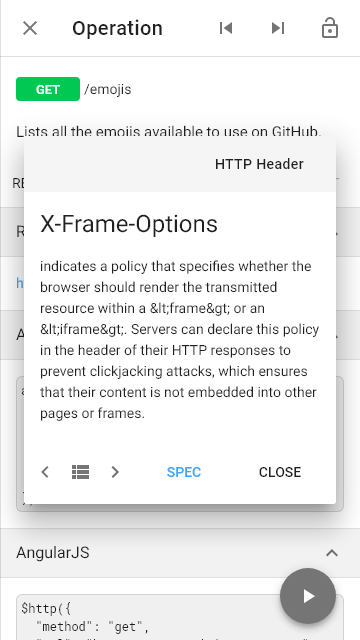 Operation
GET /emojis
Lists all the emojis available to use on GitHub.
HTTP Header
X-Frame-Options
indicates a policy that specifies whether the
browser should render the transmitted
resource within a &lt;frame&gt; or an
&lt;iframe&gt;. Servers can declare this policy
in the header of their HTTP responses to
prevent clickjacking attacks, which ensures
that their content is not embedded into other
pages or frames.
SPEC CLOSE
AngularJS
$http({
"method": "get",